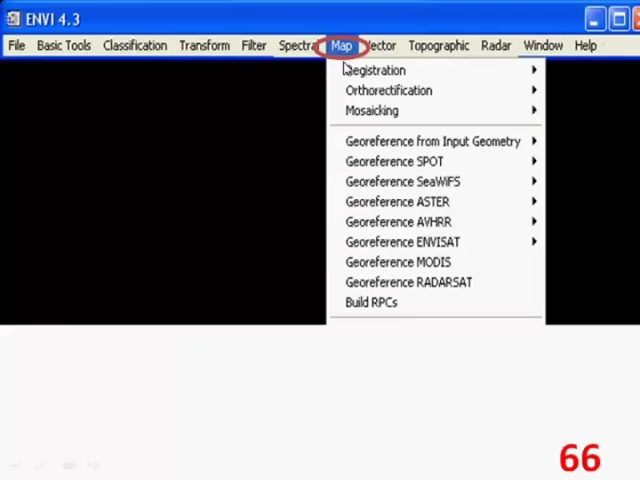 ENVI 4.3
File Basic Tools Classification Transform Filter Spectra Map ector Topographic Radar Window Help
Registration
Orthorectification
Mosaicking
Georeference from Input Geometry
Georeference SPOT
Georeference SeaWiFS
Georeference ASTER
Georeference AVHRR
Georeference ENVISAT
Georeference MODIS
Georeference RADARSAT
Build RPCs
66